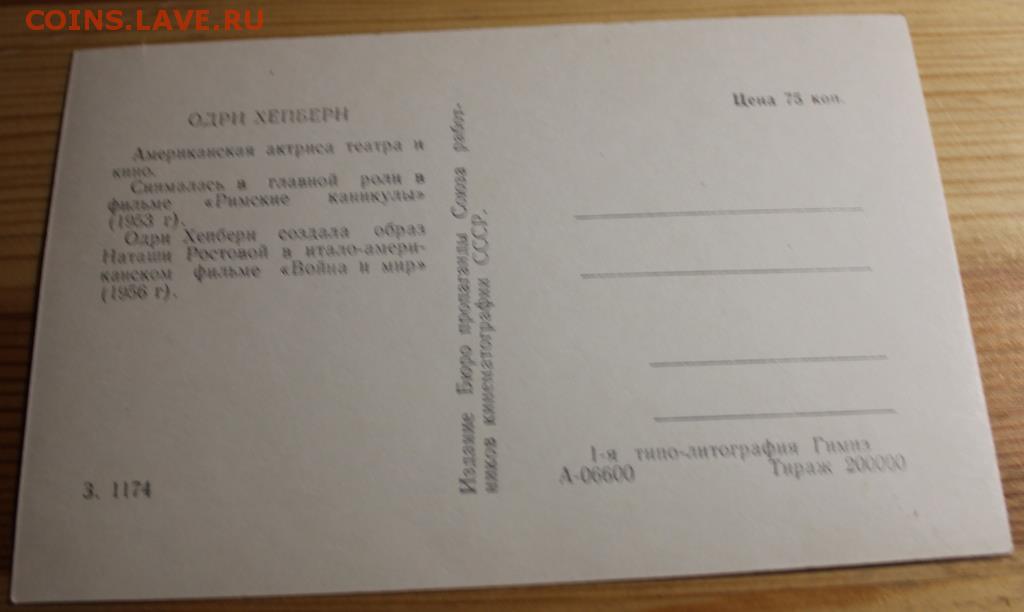 COINS.LAVE.RU
ОДРИ ХЕПБЕРН
Американская актриса театра и
кино.
Снималась в главной роли в
фильме «Римские каникулы»
(1953 г).
Одри Хепберн создала образ
Наташи Ростовой в итало-амери-
канском фильме «Война и мир»
(1956 г).
З. 1174
Издание Бюро пропаганды Союза работ-
ников кинематографии СССР.
Цена 75 коп.
1-я типо-литография Гимиз
А-06600 Тираж 200000